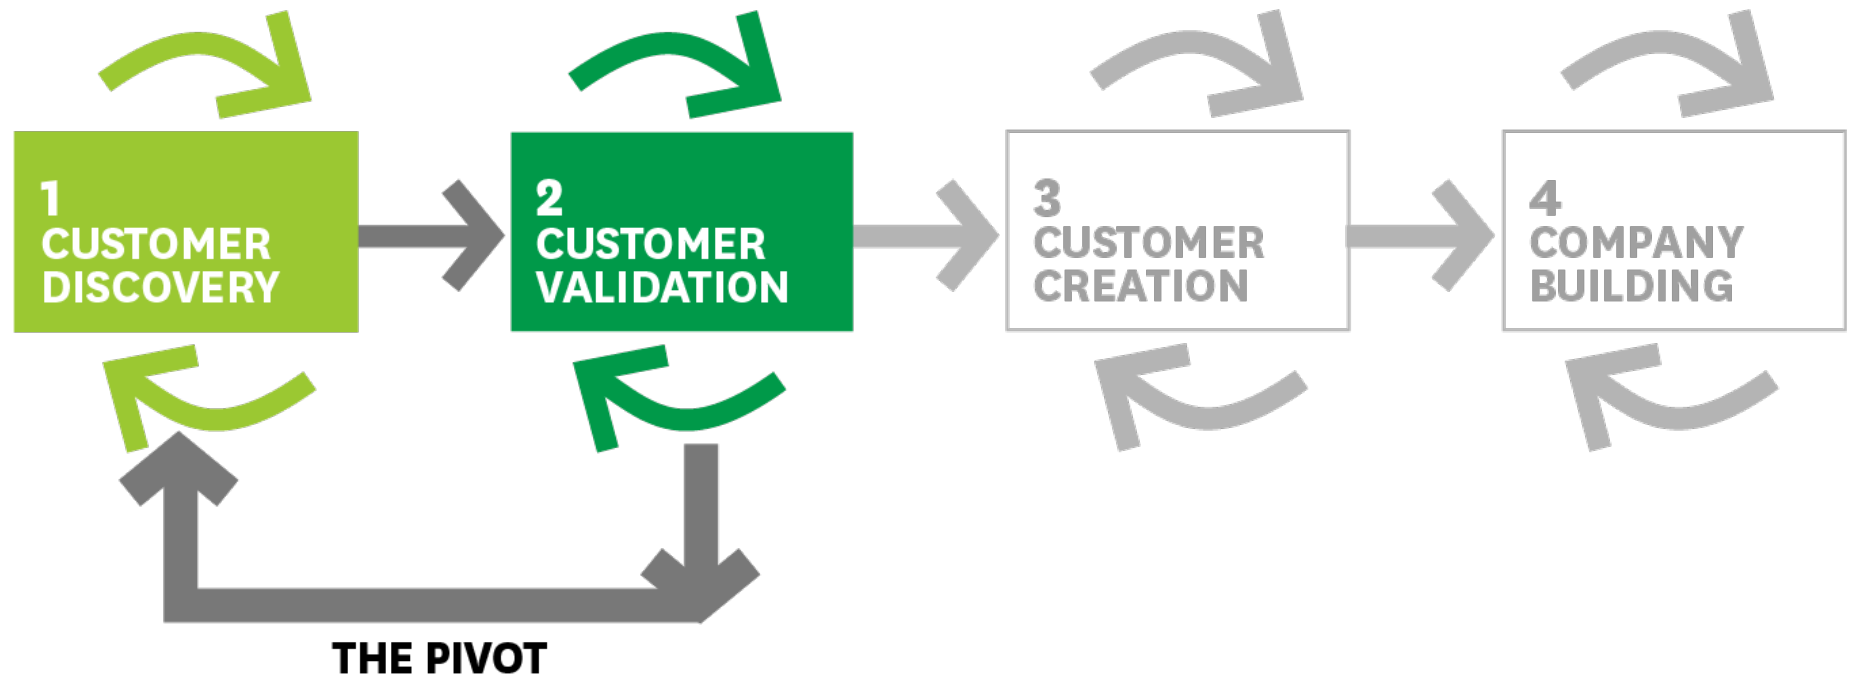 1
CUSTOMER
DISCOVERY
2
CUSTOMER
VALIDATION
3
CUSTOMER
CREATION
4
COMPANY
BUILDING
THE PIVOT